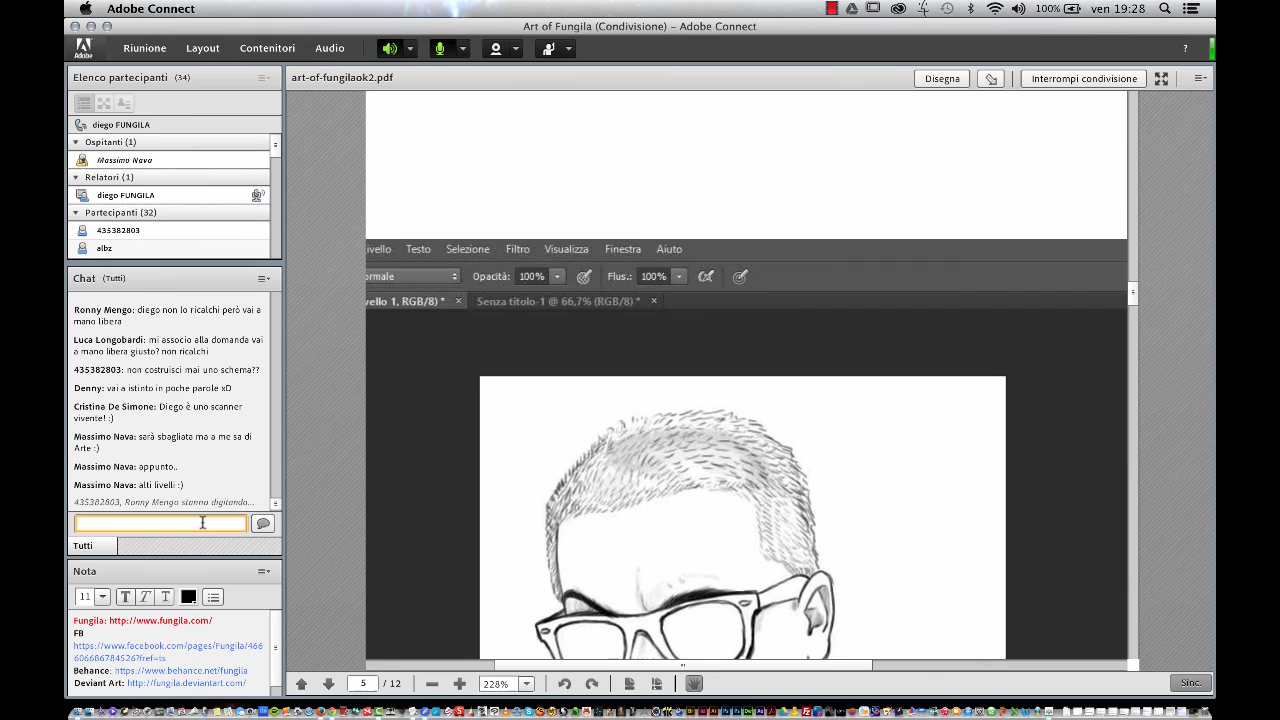 Adobe Connect
100%
ven 19:28
Art of Fungila (Condivisione) – Adobe Connect
Adobe
Riunione
Layout
Contenitori
Audio
?
Elenco partecipanti (34)
diego FUNGILA
Ospitanti (1)
Massimo Nava
Relatori (1)
diego FUNGILA
Partecipanti (32)
435382803
albz
Chat (Tutti)
Ronny Mengo: diego non lo ricalchi però vai a
mano libera
Luca Longobardi: mi associo alla domanda vai
a mano libera giusto? non ricalchi
435382803: non costruisci mai uno schema??
Denny: vai a istinto in poche parole xD
Cristina De Simone: Diego è uno scanner
vivente! :)
Massimo Nava: sarà sbagliata ma a me sa di
Arte :)
Massimo Nava: appunto..
Massimo Nava: alti livelli :)
435382803, Ronny Mengo stanno digitando...
Tutti
Nota
11
T T T
Fungila: http://www.fungila.com/
FB
https://www.facebook.com/pages/Fungila/466
606686784526?fref=ts
Behance: https://www.behance.net/fungila
Deviant Art: http://fungila.deviantart.com/
art-of-fungilaok2.pdf
Disegna
Interrompi condivisione
ivello Testo Selezione Filtro Visualizza Finestra Aiuto
ormale
Opacità: 100%
Flus.: 100%
vello 1, RGB/8) * ×
Senza titolo-1 @ 66,7% (RGB/8) * ×
5 / 12
228%
Sinc.